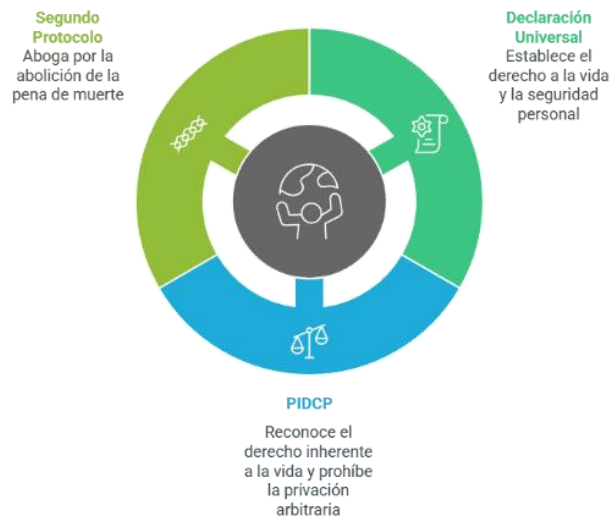 Segundo
Protocolo
Aboga por la
abolición de la
pena de muerte
Declaración
Universal
Establece el
derecho a la vida
y la seguridad
personal
PIDCP
Reconoce el
derecho inherente
a la vida y prohíbe
la privación
arbitraria